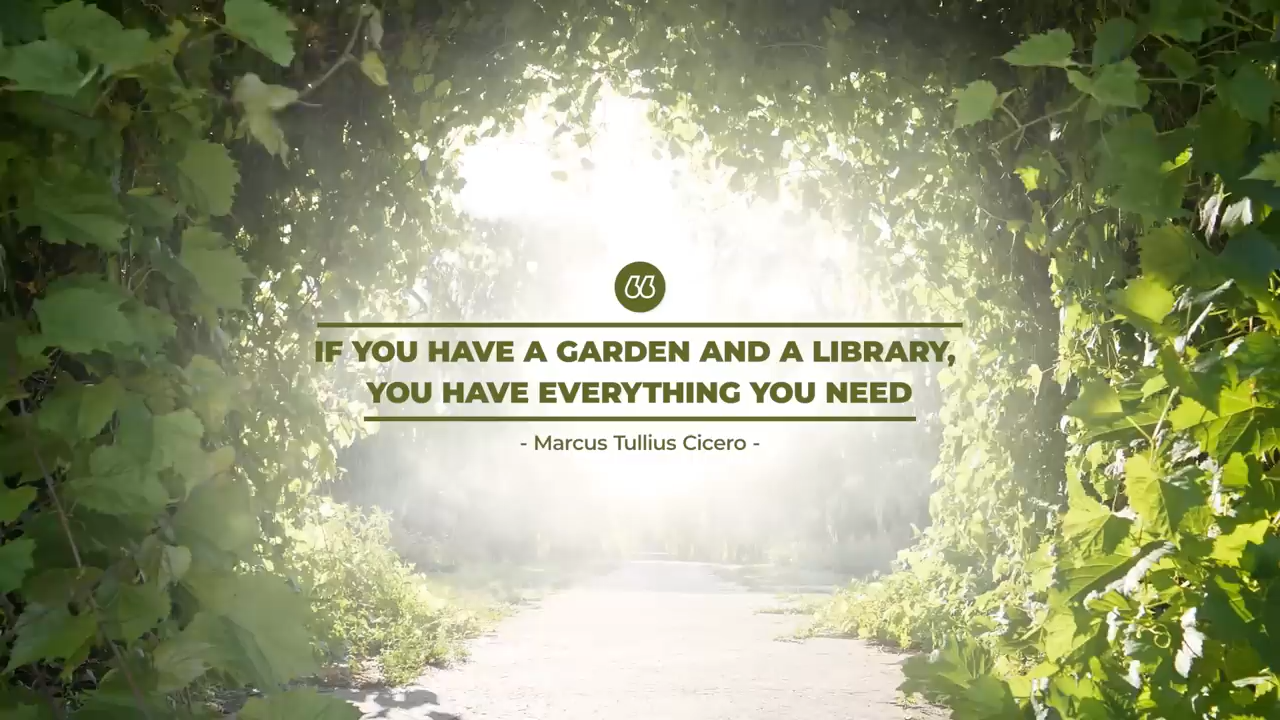 IF YOU HAVE A GARDEN AND A LIBRARY,
YOU HAVE EVERYTHING YOU NEED
- Marcus Tullius Cicero -